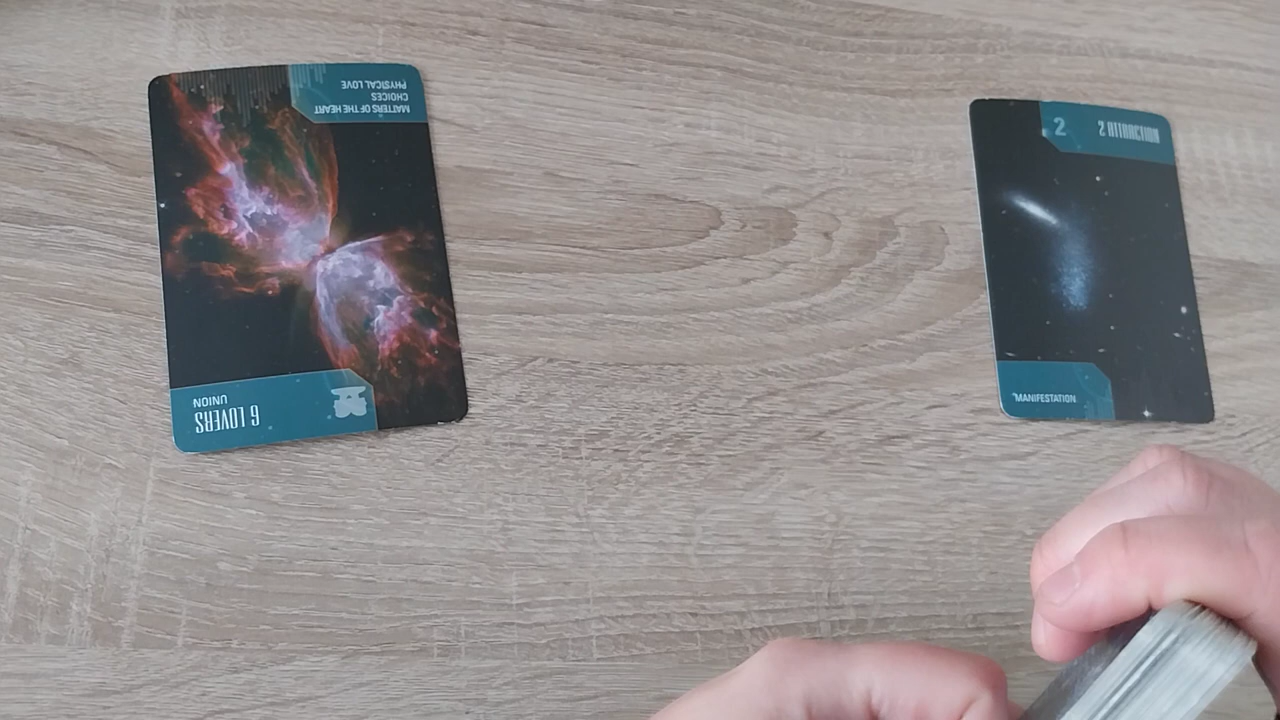 6 LOVERS
UNION
MATTERS OF THE HEART
CHOICES
PHYSICAL LOVE
2
2 ATTRACTION
MANIFESTATION